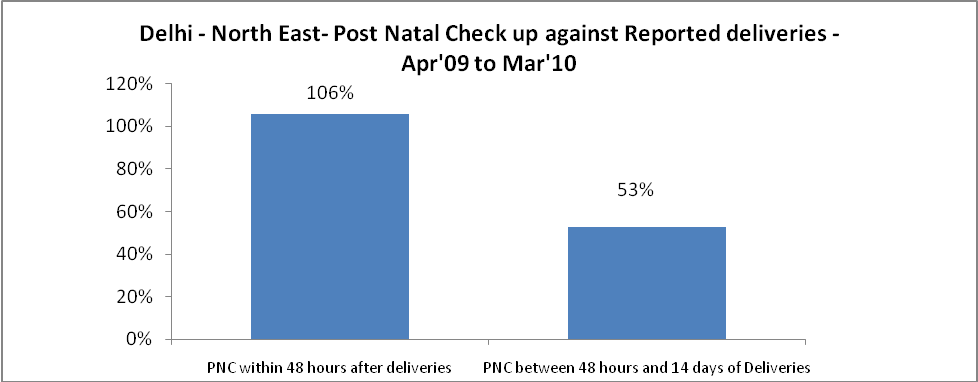 Delhi - North East- Post Natal Check up against Reported deliveries -
Apr'09 to Mar'10
120%
100%
80%
60%
40%
20%
0%
106%
53%
PNC within 48 hours after deliveries
PNC between 48 hours and 14 days of Deliveries